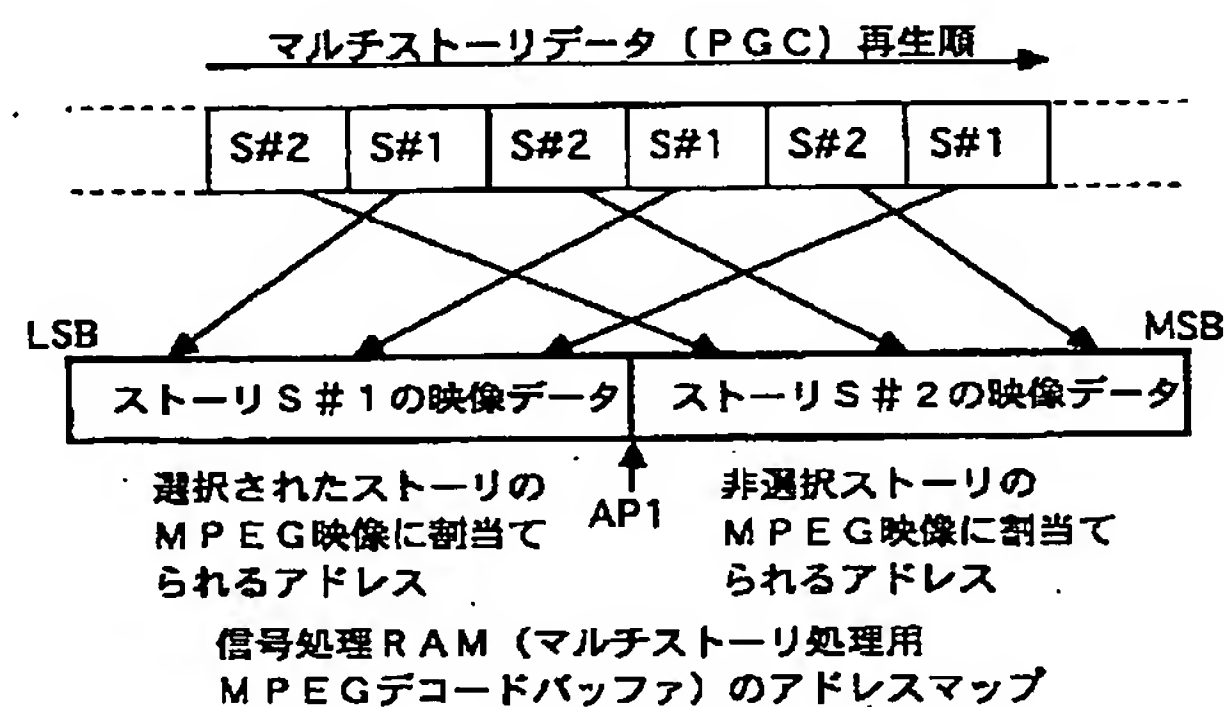 マルチストーリデータ（ＰＧＣ）再生順
S#2 S#1 S#2 S#1 S#2 S#1
LSB
MSB
ストーリＳ＃１の映像データ
ストーリＳ＃２の映像データ
AP1
選択されたストーリの
ＭＰＥＧ映像に割当て
られるアドレス
非選択ストーリの
ＭＰＥＧ映像に割当て
られるアドレス
信号処理ＲＡＭ（マルチストーリ処理用
ＭＰＥＧデコードバッファ）のアドレスマップ